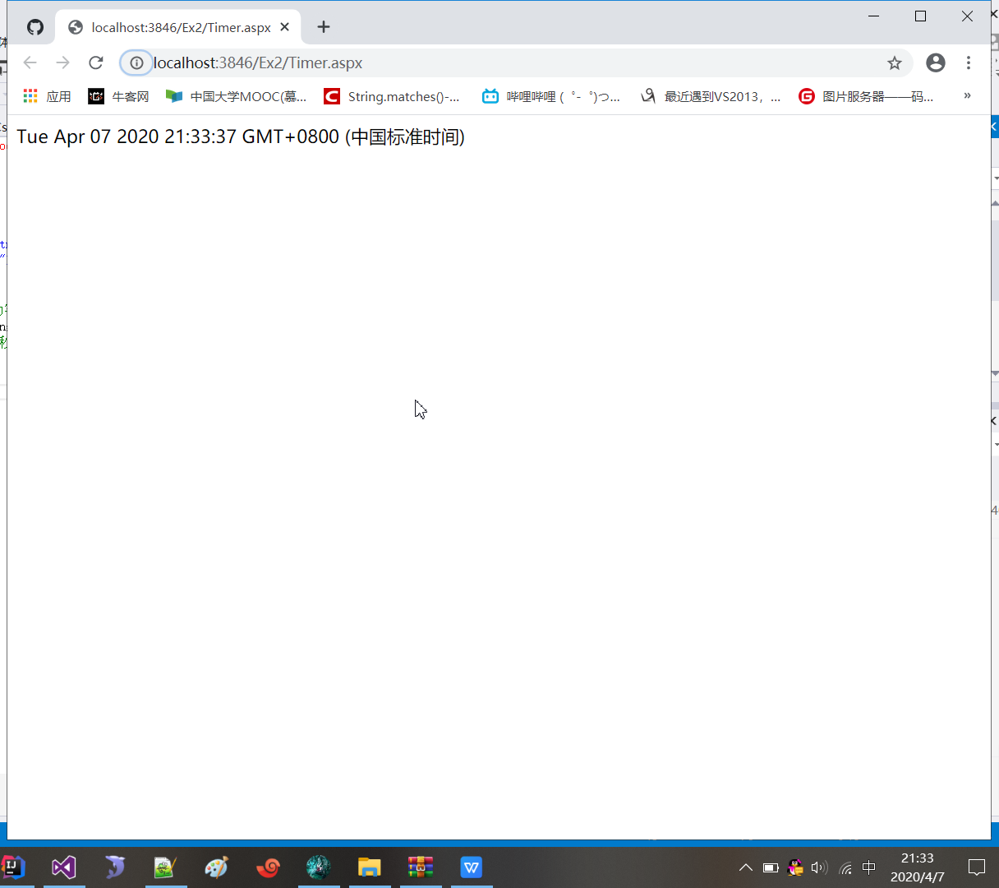 localhost:3846/Ex2/Timer.aspx
localhost:3846/Ex2/Timer.aspx
应用 牛客网 中国大学MOOC(慕... String.matches()-... 哔哩哔哩 (゜-゜)つ... 最近遇到VS2013，... 图片服务器——码... »
Tue Apr 07 2020 21:33:37 GMT+0800 (中国标准时间)
中
21:33
2020/4/7